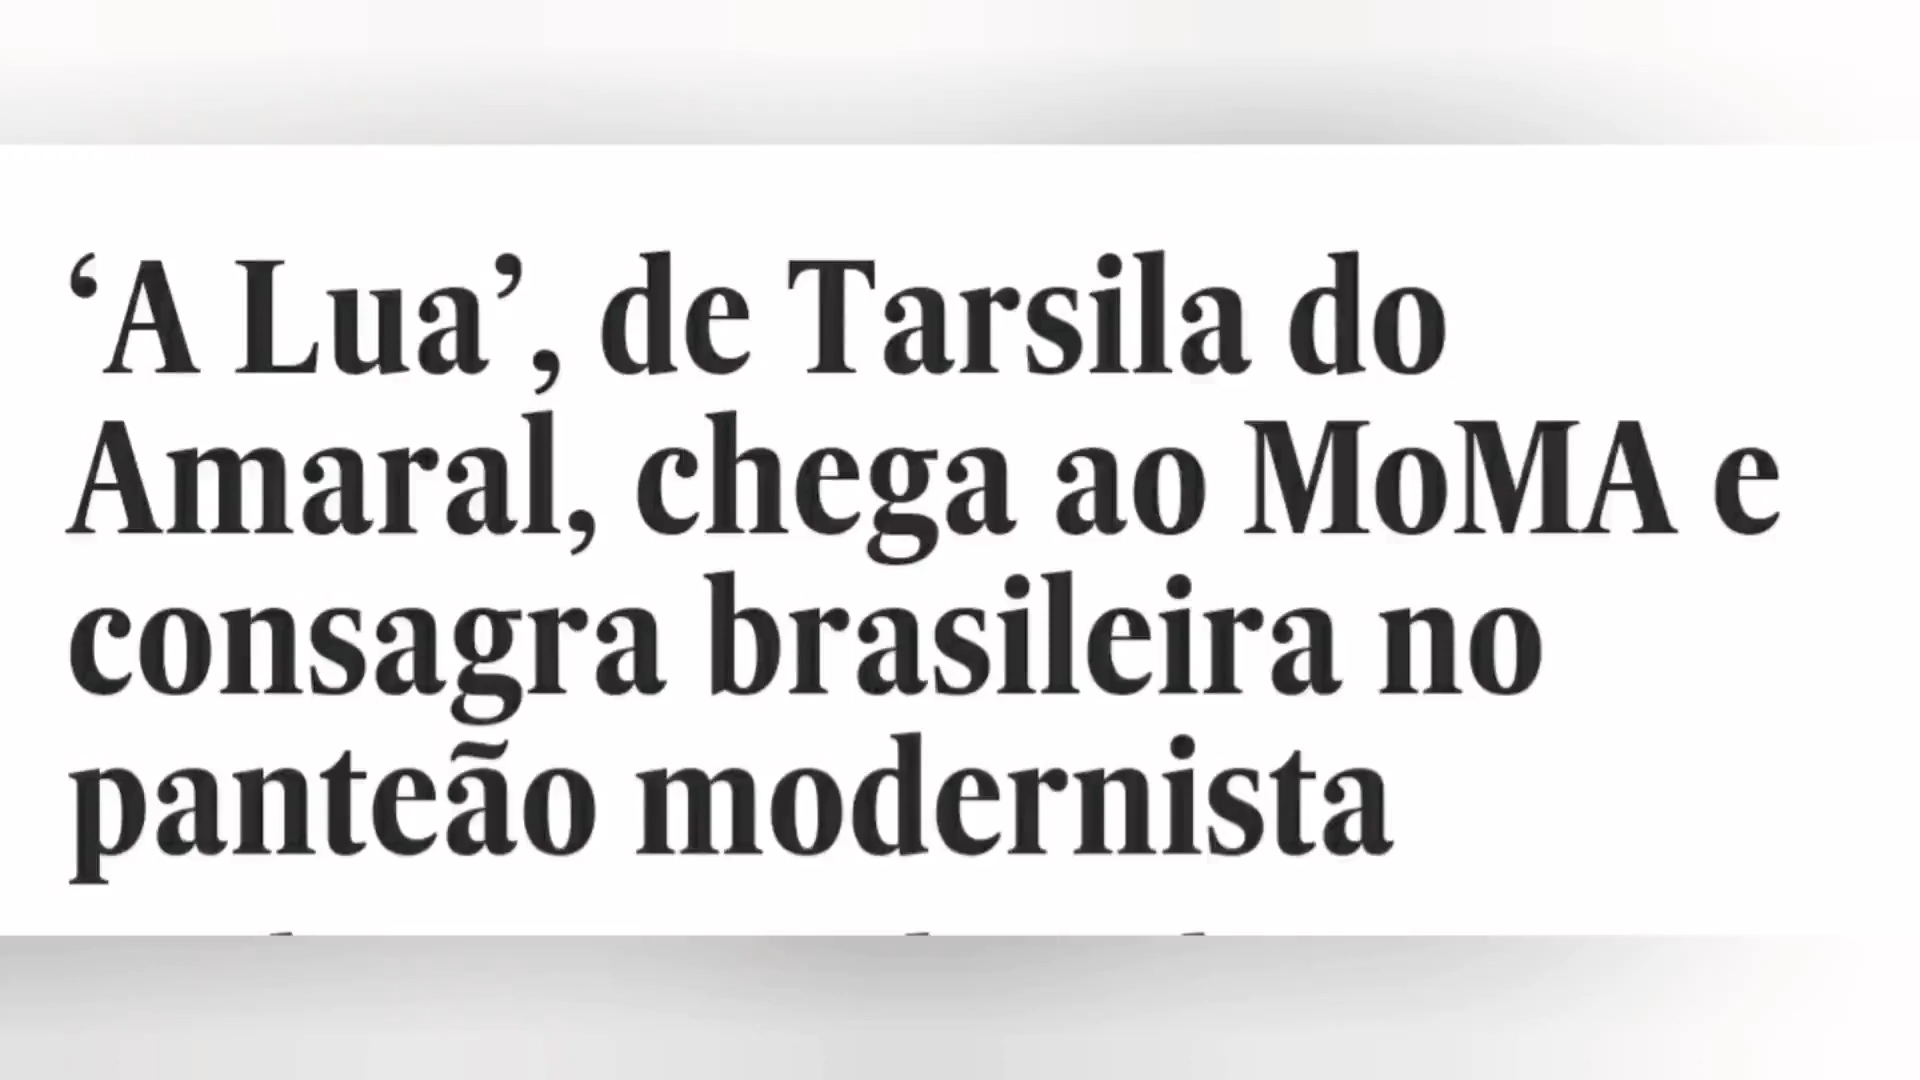 ‘A Lua’, de Tarsila do
Amaral, chega ao MoMA e
consagra brasileira no
panteão modernista